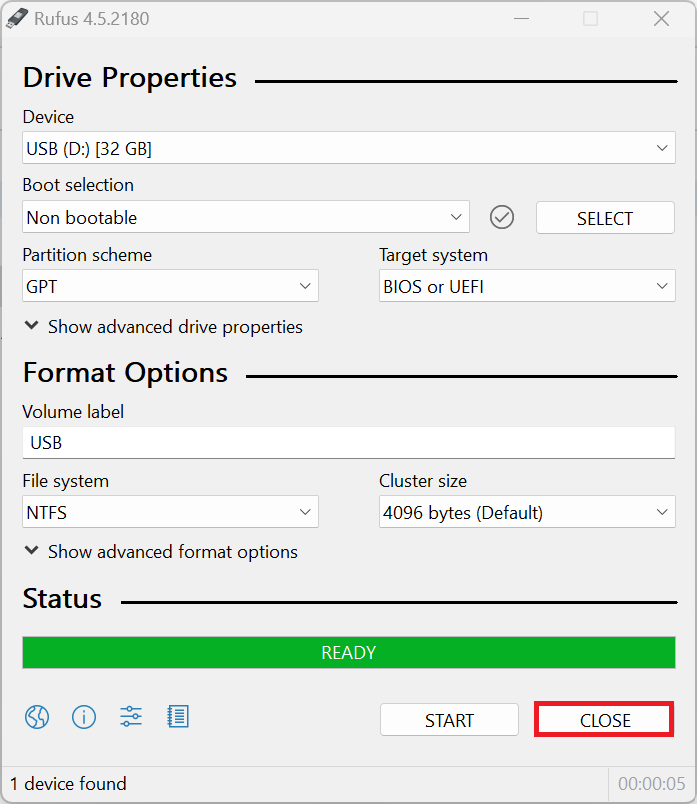 Rufus 4.5.2180
Drive Properties
Device
USB (D:) [32 GB]
Boot selection
Non bootable
SELECT
Partition scheme
Target system
GPT
BIOS or UEFI
Show advanced drive properties
Format Options
Volume label
USB
File system
Cluster size
NTFS
4096 bytes (Default)
Show advanced format options
Status
READY
START
CLOSE
1 device found
00:00:05